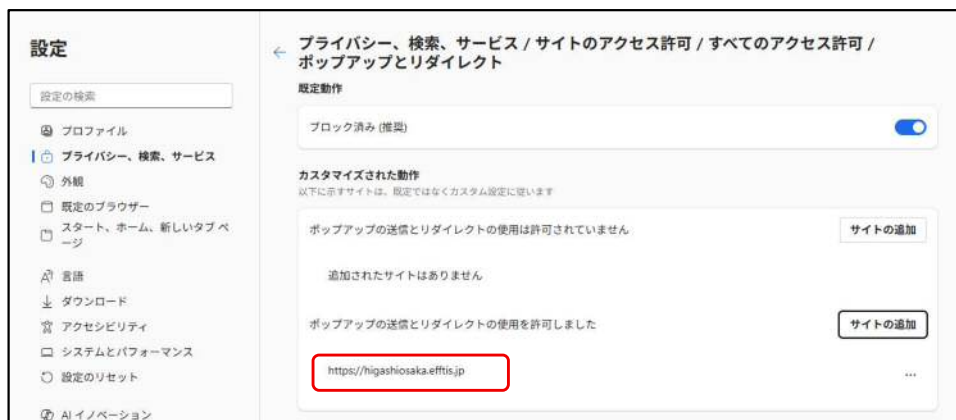 設定
設定の検索
プロファイル
プライバシー、検索、サービス
外観
既定のブラウザー
スタート、ホーム、新しいタブ ペ
ージ
言語
ダウンロード
アクセシビリティ
システムとパフォーマンス
設定のリセット
AI イノベーション
プライバシー、検索、サービス / サイトのアクセス許可 / すべてのアクセス許可 /
ポップアップとリダイレクト
既定動作
ブロック済み (推奨)
カスタマイズされた動作
以下に示すサイトは、既定ではなくカスタム設定に従います
ポップアップの送信とリダイレクトの使用は許可されていません
サイトの追加
追加されたサイトはありません
ポップアップの送信とリダイレクトの使用を許可しました
サイトの追加
https://higashiosaka.efftis.jp